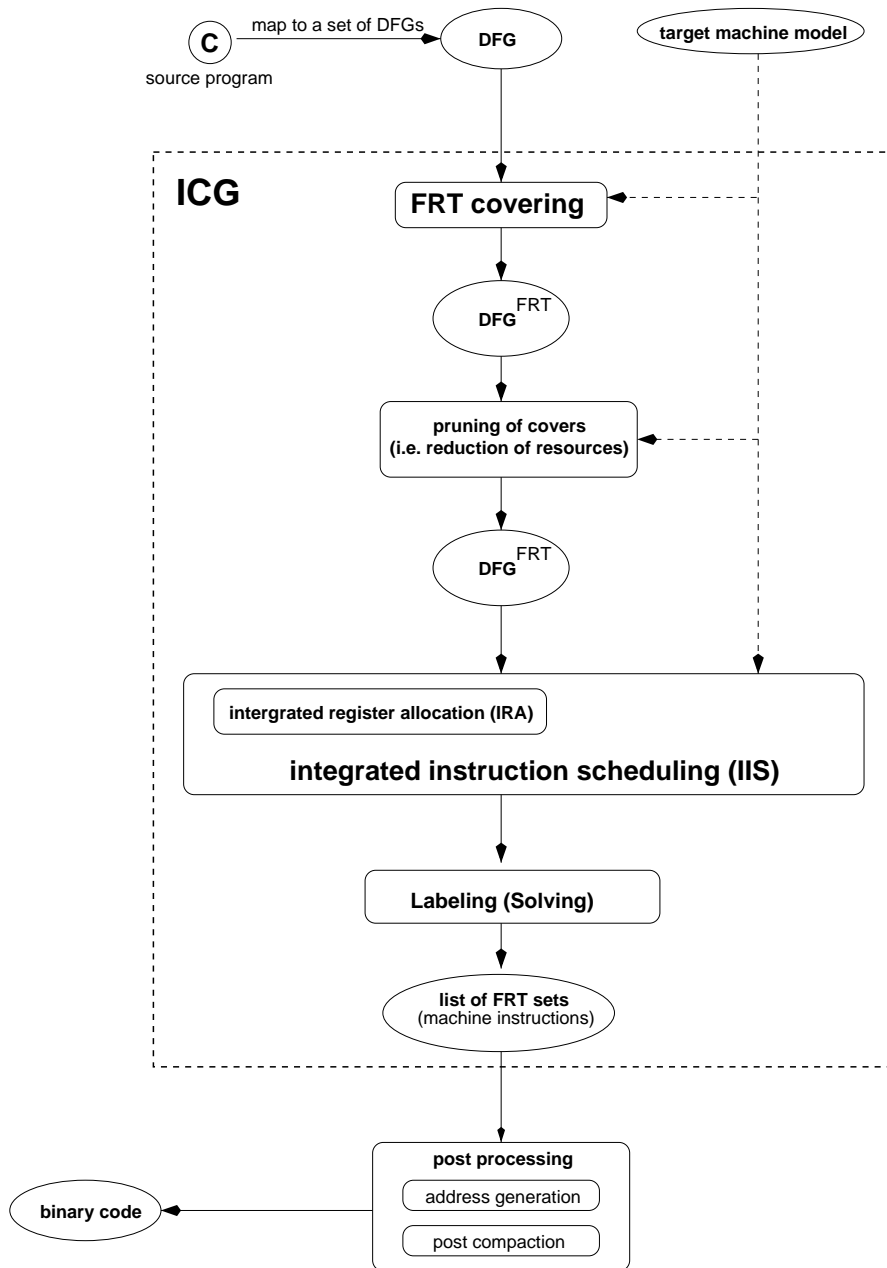 map to a set of DFGs
C
DFG
target machine model
source program
ICG
FRT covering
DFG FRT
pruning of covers
(i.e. reduction of resources)
DFG FRT
intergrated register allocation (IRA)
integrated instruction scheduling (IIS)
Labeling (Solving)
list of FRT sets
(machine instructions)
post processing
address generation
binary code
post compaction